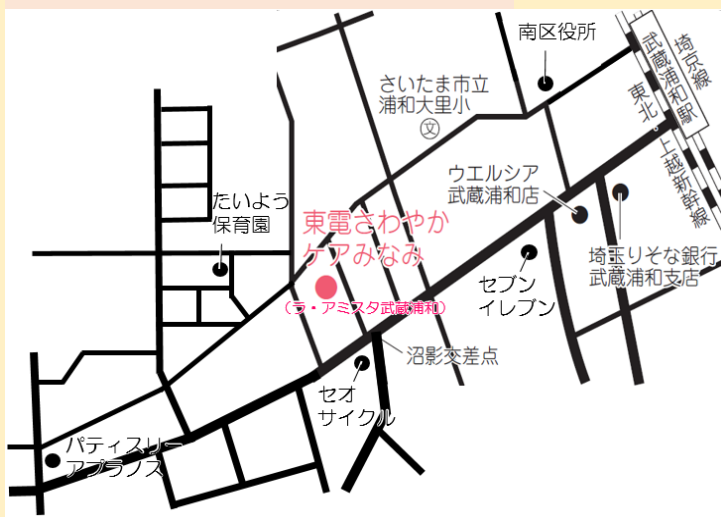 南区役所
埼京線
武蔵浦和駅
東北・上越新幹線
さいたま市立
浦和大里小
文
ウエルシア
武蔵浦和店
たいよう
保育園
東電さわやか
ケアみなみ
(ラ・アミスタ武蔵浦和)
埼玉りそな銀行
武蔵浦和支店
セブン
イレブン
沼影交差点
セオ
サイクル
パティスリー
アプラノス